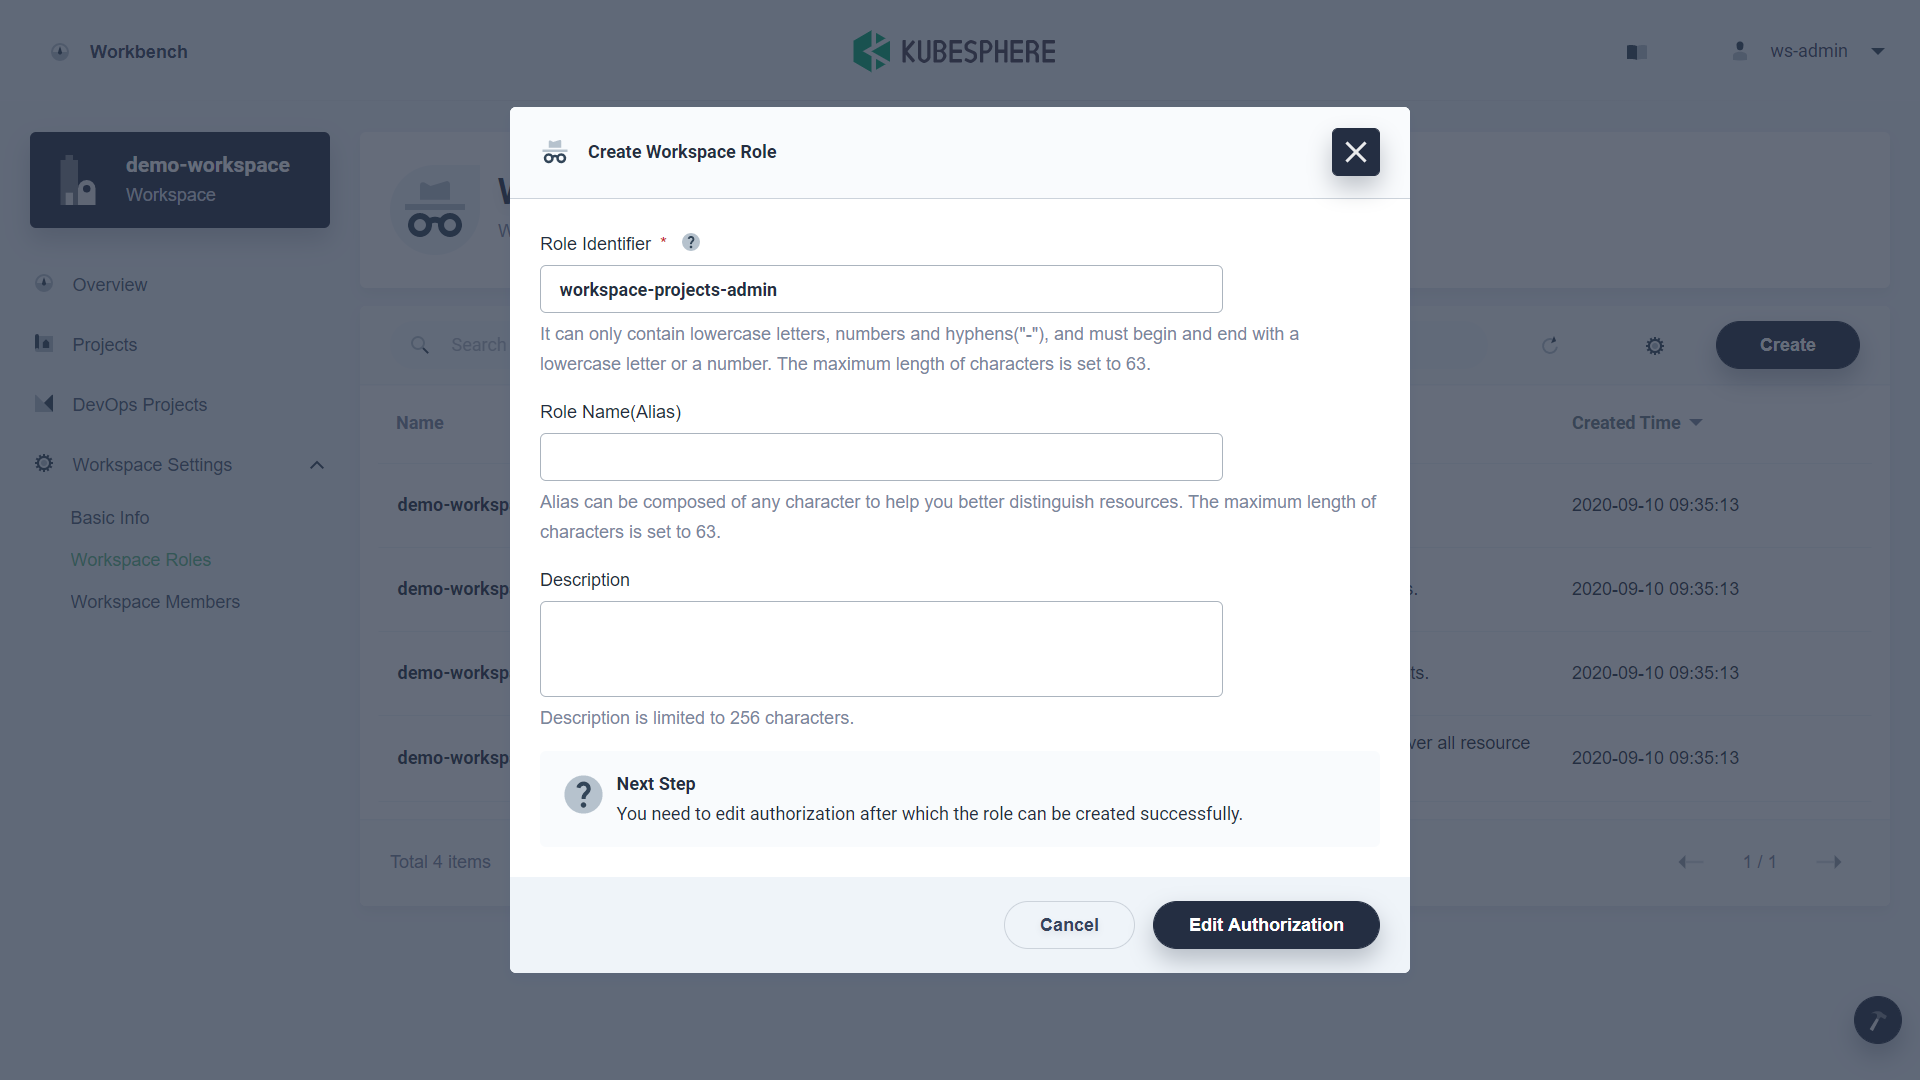 Workbench
KUBESPHERE
ws-admin
demo-workspace
Workspace
Overview
Projects
DevOps Projects
Workspace Settings
Basic Info
Workspace Roles
Workspace Members
Search
Create
Name
Created Time
demo-worksp
2020-09-10 09:35:13
demo-worksp
s.
2020-09-10 09:35:13
demo-worksp
ts.
2020-09-10 09:35:13
demo-worksp
ver all resource
2020-09-10 09:35:13
Total 4 items
1 / 1
Create Workspace Role
Role Identifier *
?
workspace-projects-admin
It can only contain lowercase letters, numbers and hyphens("-"), and must begin and end with a
lowercase letter or a number. The maximum length of characters is set to 63.
Role Name(Alias)
Alias can be composed of any character to help you better distinguish resources. The maximum length of
characters is set to 63.
Description
Description is limited to 256 characters.
?
Next Step
You need to edit authorization after which the role can be created successfully.
Cancel
Edit Authorization